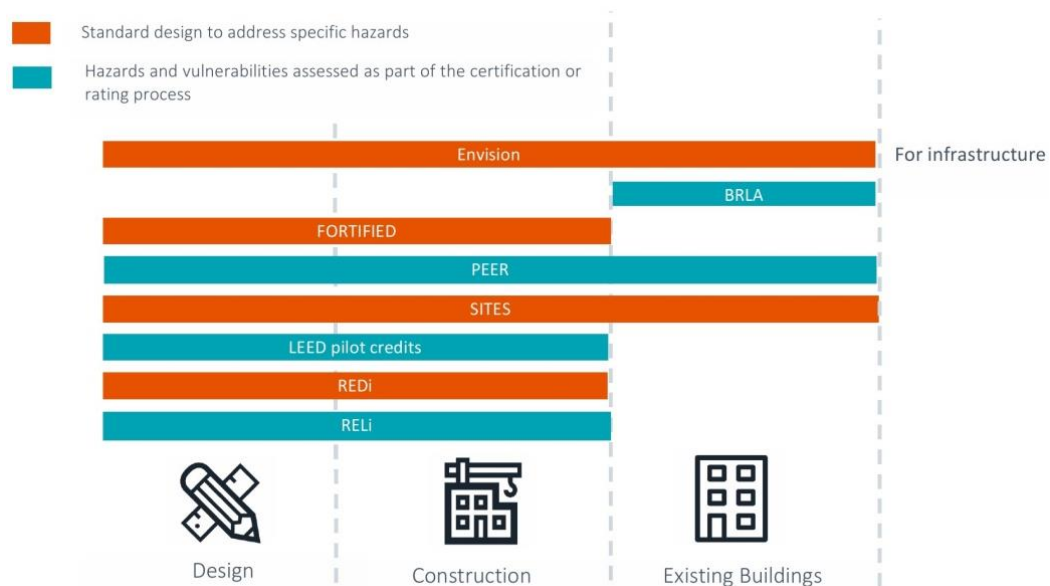 Standard design to address specific hazards
Hazards and vulnerabilities assessed as part of the certification or
rating process
Envision
For infrastructure
BRLA
FORTIFIED
PEER
SITES
LEED pilot credits
REDi
RELi
Design
Construction
Existing Buildings